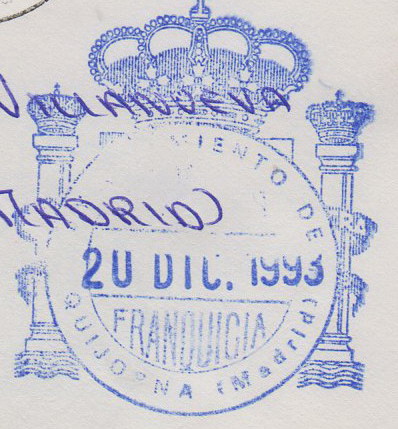 VILLANUEVA
MADRID)
MIENTO DE
20 DIC. 1993
FRANQUICIA
QUIJORNA (Madrid)